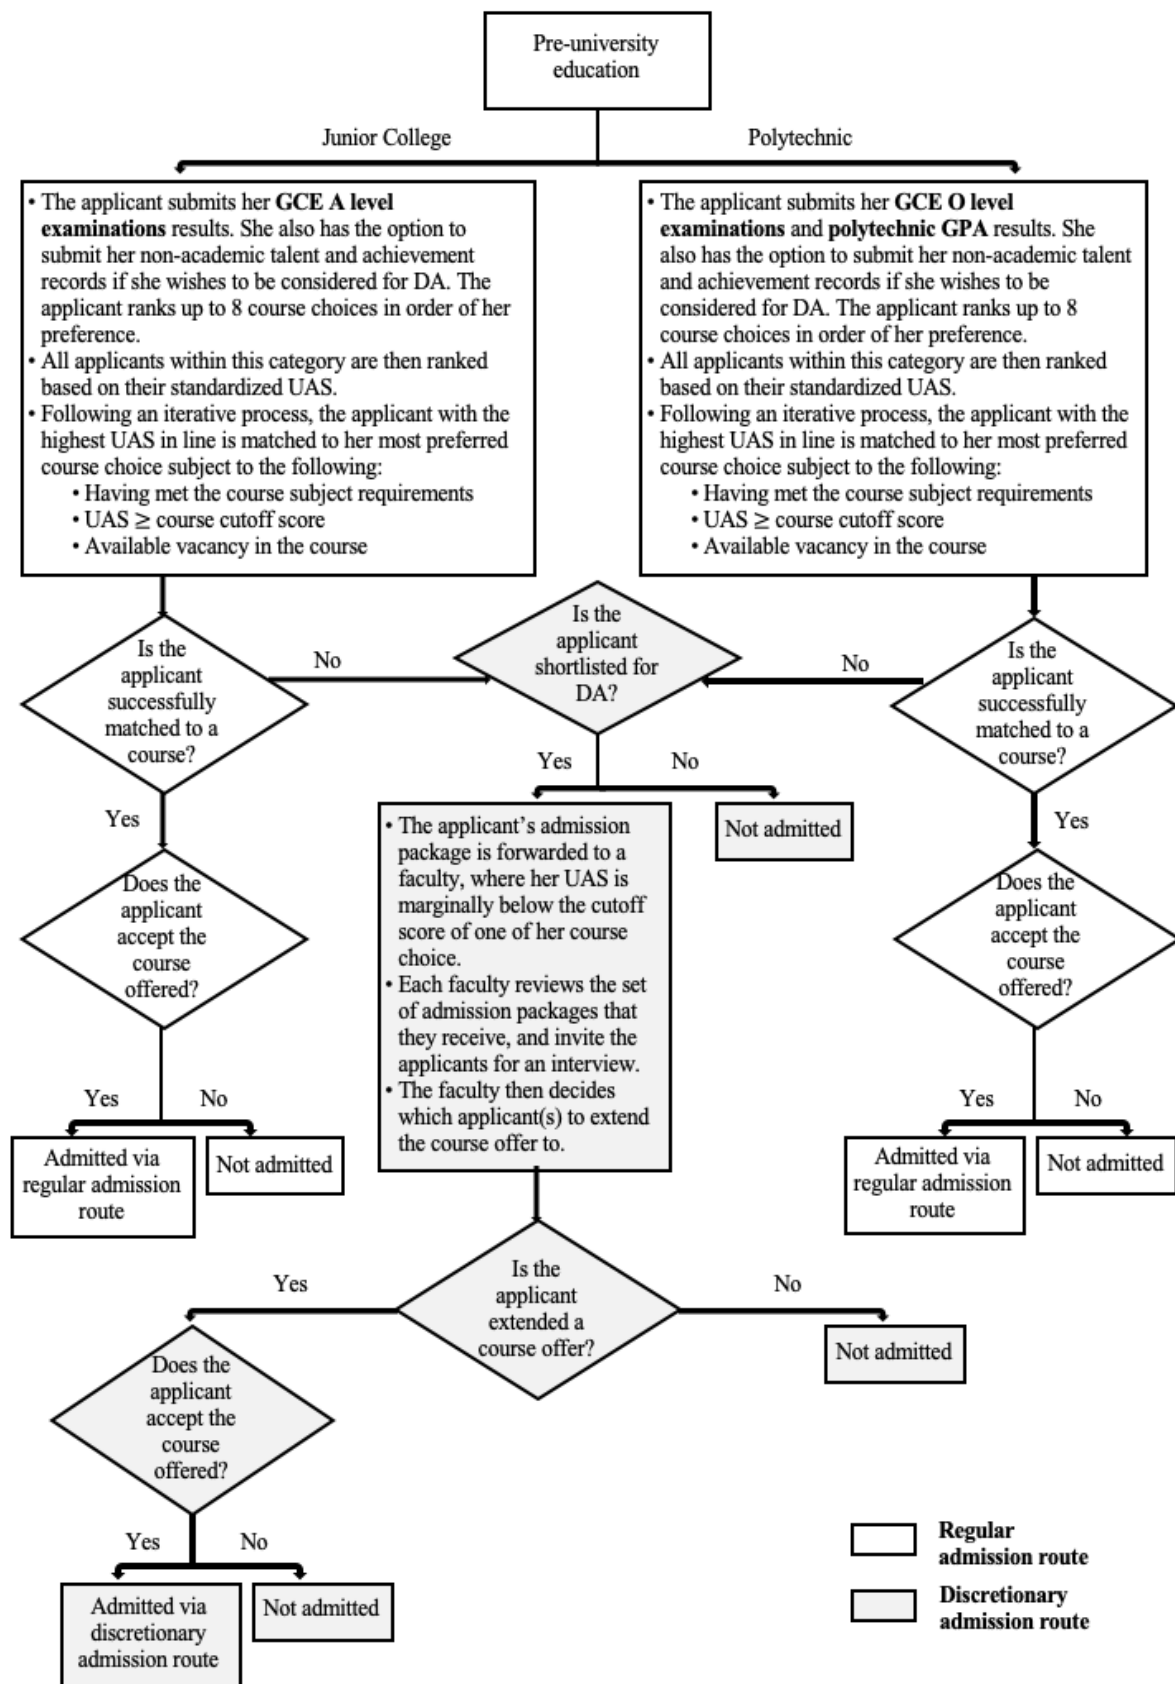 Pre-university
education
Junior College
Polytechnic
• The applicant submits her GCE A level
examinations results. She also has the option to
submit her non-academic talent and achievement
records if she wishes to be considered for DA. The
applicant ranks up to 8 course choices in order of her
preference.
• All applicants within this category are then ranked
based on their standardized UAS.
• Following an iterative process, the applicant with the
highest UAS in line is matched to her most preferred
course choice subject to the following:
• Having met the course subject requirements
• UAS ≥ course cutoff score
• Available vacancy in the course
• The applicant submits her GCE O level
examinations and polytechnic GPA results. She
also has the option to submit her non-academic talent
and achievement records if she wishes to be
considered for DA. The applicant ranks up to 8
course choices in order of her preference.
• All applicants within this category are then ranked
based on their standardized UAS.
• Following an iterative process, the applicant with the
highest UAS in line is matched to her most preferred
course choice subject to the following:
• Having met the course subject requirements
• UAS ≥ course cutoff score
• Available vacancy in the course
Is the
applicant
successfully
matched to a
course?
No
Is the
applicant
shortlisted for
DA?
No
Is the
applicant
successfully
matched to a
course?
Yes
Yes
No
Yes
Not admitted
Does the
applicant
accept the
course
offered?
• The applicant's admission
package is forwarded to a
faculty, where her UAS is
marginally below the cutoff
score of one of her course
choice.
• Each faculty reviews the set
of admission packages that
they receive, and invite the
applicants for an interview.
• The faculty then decides
which applicant(s) to extend
the course offer to.
Does the
applicant
accept the
course
offered?
Yes
No
Admitted via
regular admission
route
Not admitted
Yes
No
Admitted via
regular admission
route
Not admitted
Yes
Is the
applicant
extended a
course offer?
No
Not admitted
Does the
applicant
accept the
course
offered?
Yes
No
Admitted via
discretionary
admission route
Not admitted
Regular
admission route
Discretionary
admission route